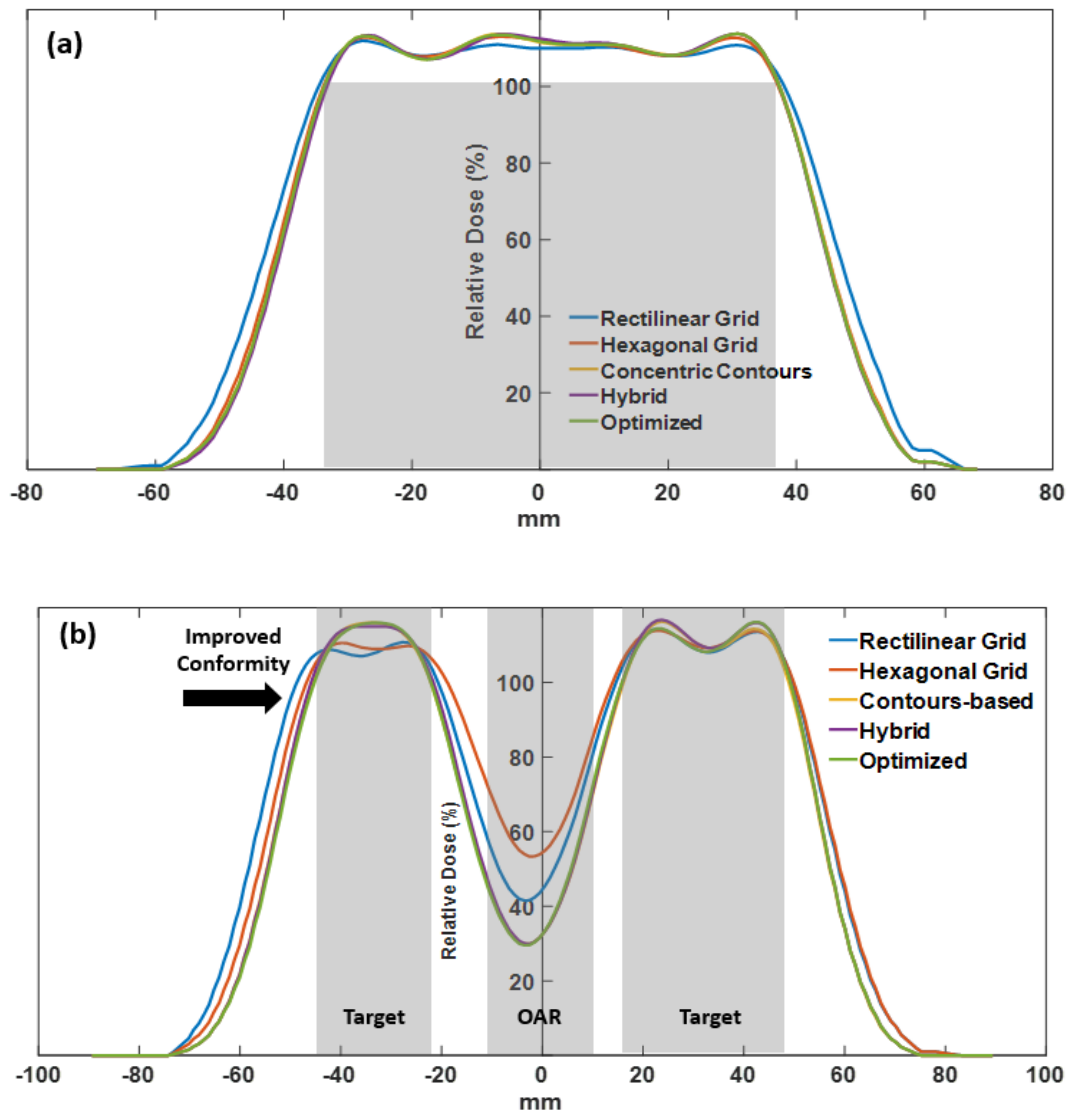 (a)
100
80
60
40
20
Relative Dose (%)
Rectilinear Grid
Hexagonal Grid
Concentric Contours
Hybrid
Optimized
-80 -60 -40 -20 0 20 40 60 80
mm
(b)
Improved
Conformity
100
80
60
40
20
Relative Dose (%)
Rectilinear Grid
Hexagonal Grid
Contours-based
Hybrid
Optimized
Target OAR Target
-100 -80 -60 -40 -20 0 20 40 60 80 100
mm